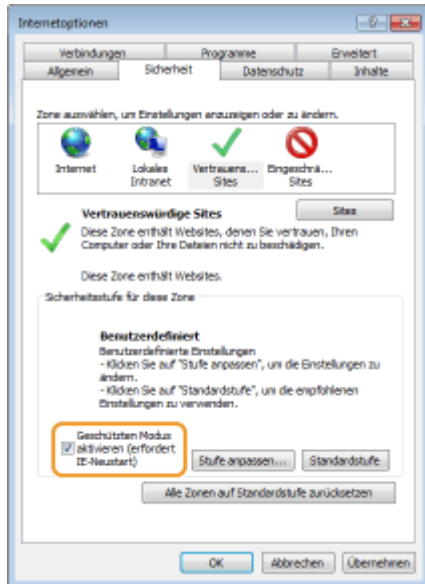 Internetoptionen
Verbindungen Programme Erweitert
Allgemein Sicherheit Datenschutz Inhalte
Zone auswählen, um Einstellungen anzuzeigen oder zu ändern.
Internet Lokales Intranet Vertrauens... Sites Eingeschrä... Sites
Vertrauenswürdige Sites
Sites
Diese Zone enthält Websites, denen Sie vertrauen, Ihren
Computer oder Ihre Dateien nicht zu beschädigen.
Diese Zone enthält Websites.
Sicherheitsstufe für diese Zone
Benutzerdefiniert
Benutzerdefinierte Einstellungen
- Klicken Sie auf "Stufe anpassen", um die Einstellungen zu
ändern.
- Klicken Sie auf "Standardstufe", um die empfohlenen
Einstellungen zu verwenden.
Geschützten Modus
aktivieren (erfordert
IE-Neustart)
Stufe anpassen... Standardstufe
Alle Zonen auf Standardstufe zurücksetzen
OK Abbrechen Übernehmen